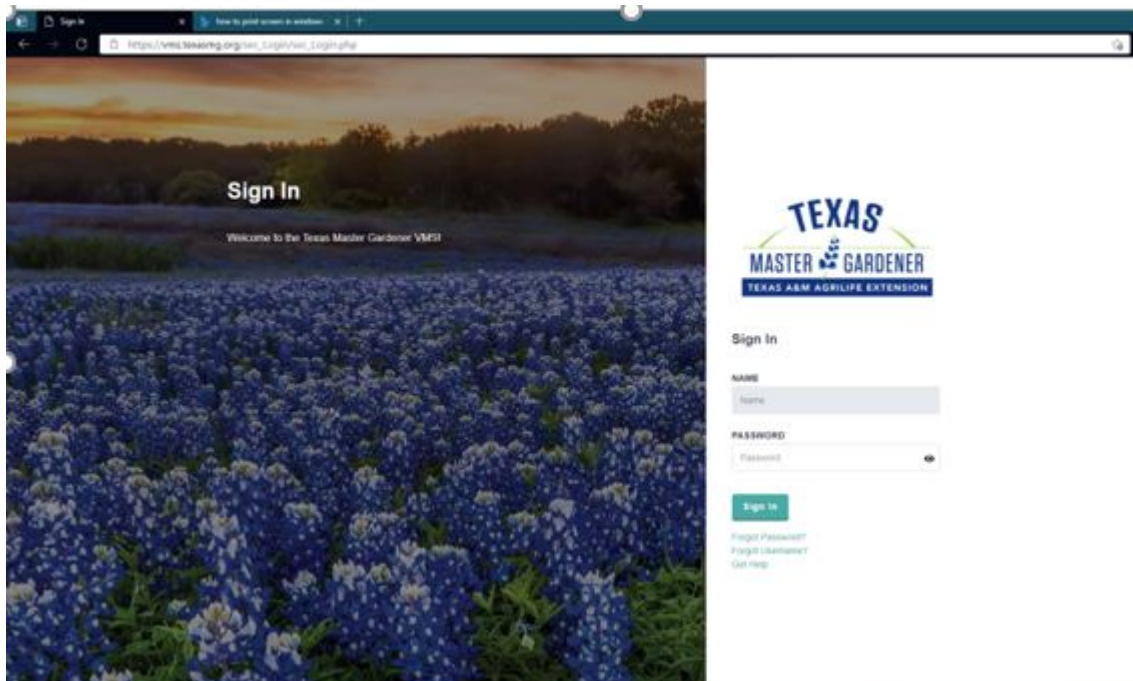 Sign In
how to print screen in windows
https://vms.texasmg.org/sec_Login/sec_Login.php
Sign In
Welcome to the Texas Master Gardener VMS!
TEXAS
MASTER GARDENER
TEXAS A&M AGRILIFE EXTENSION
Sign In
NAME
Name
PASSWORD
Password
Sign In
Forgot Password?
Forgot Username?
Get Help